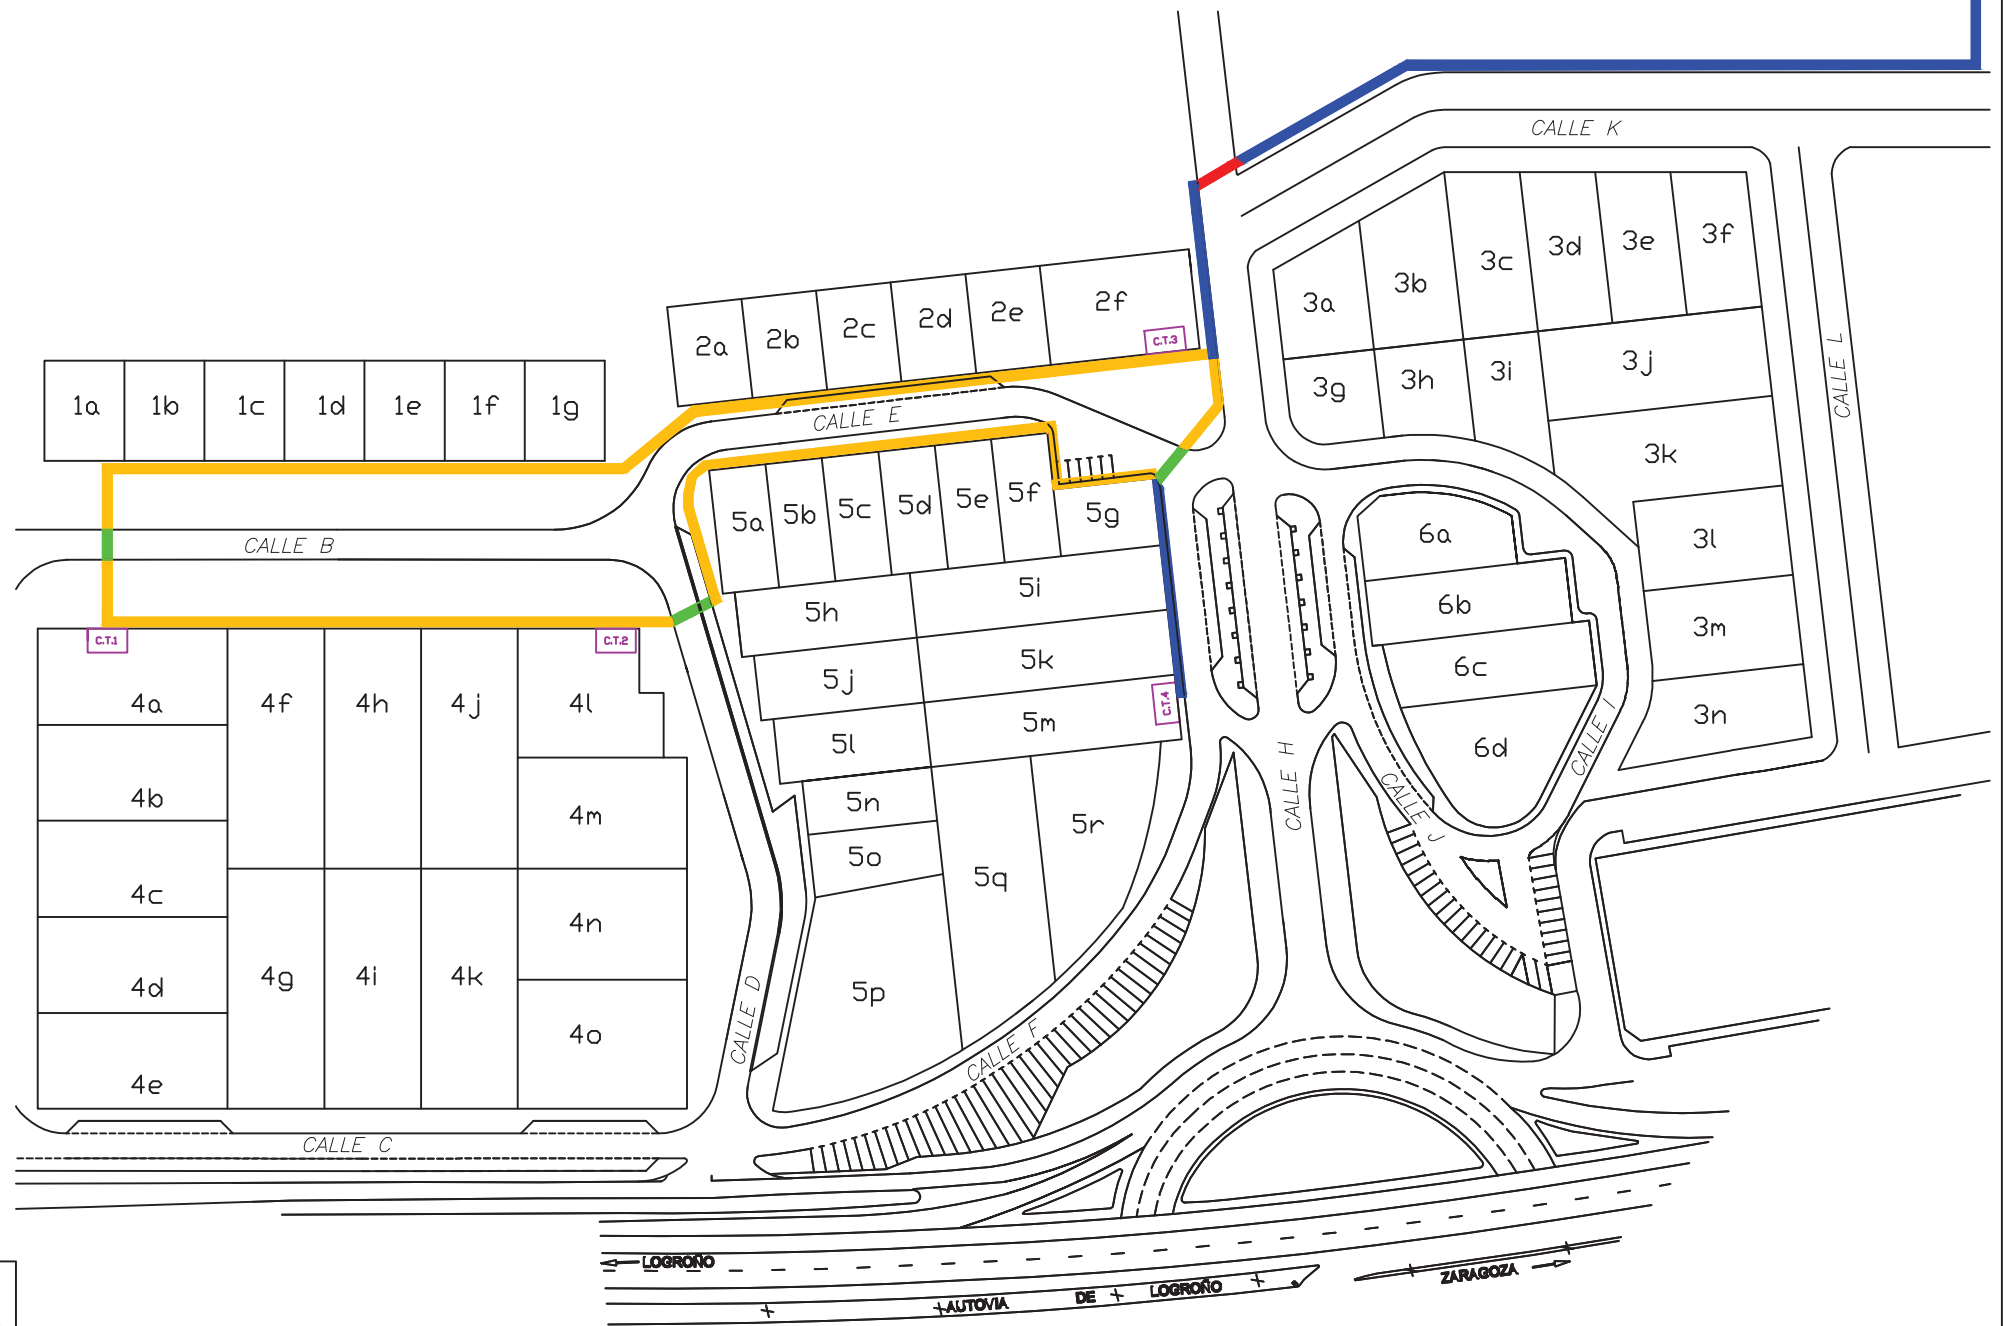 CALLE K
3a
3b
3c
3d
3e
3f
2a
2b
2c
2d
2e
2f
C.T.3
3g
3h
3i
3j
CALLE L
1a
1b
1c
1d
1e
1f
1g
CALLE E
3k
5a
5b
5c
5d
5e
5f
5g
6a
3l
CALLE B
5h
5i
6b
3m
C.T.1
C.T.2
5j
5k
6c
4a
4f
4h
4j
4l
C.T.4
3n
5l
5m
6d
CALLE I
CALLE H
CALLE J
4b
4m
5n
5r
5o
4c
5q
4n
4d
4g
4i
4k
5p
CALLE D
4o
CALLE F
4e
CALLE C
LOGROÑO
ZARAGOZA
AUTOVIA DE LOGROÑO